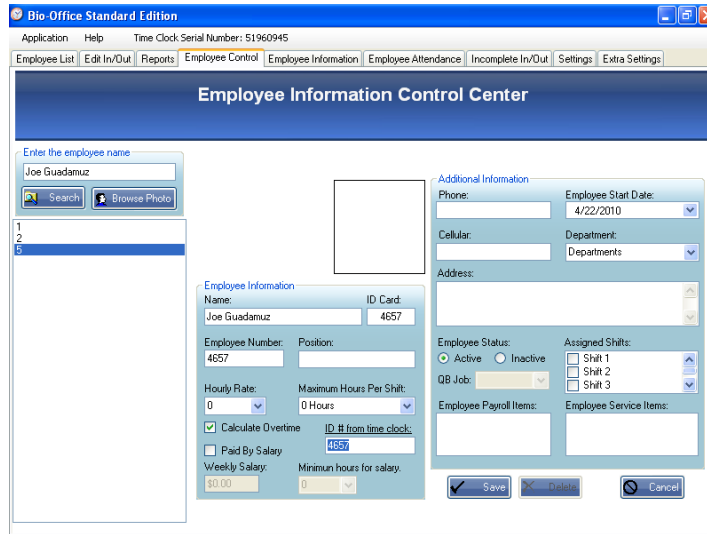 Bio-Office Standard Edition
Application Help Time Clock Serial Number: 51960945
Employee List Edit In/Out Reports Employee Control Employee Information Employee Attendance Incomplete In/Out Settings Extra Settings
Employee Information Control Center
Enter the employee name
Joe Guadamuz
Search Browse Photo
1
2
5
Employee Information
Name: ID Card:
Joe Guadamuz 4657
Employee Number: Position:
4657
Hourly Rate: Maximum Hours Per Shift:
0 0 Hours
Calculate Overtime ID # from time clock:
4657
Paid By Salary
Weekly Salary: Minimun hours for salary.
$0.00 0
Additional Information
Phone: Employee Start Date:
4/22/2010
Cellular: Department:
Departments
Address:
Employee Status: Assigned Shifts:
Active Inactive Shift 1
Shift 2
QB Job: Shift 3
Employee Payroll Items: Employee Service Items:
Save Delete Cancel